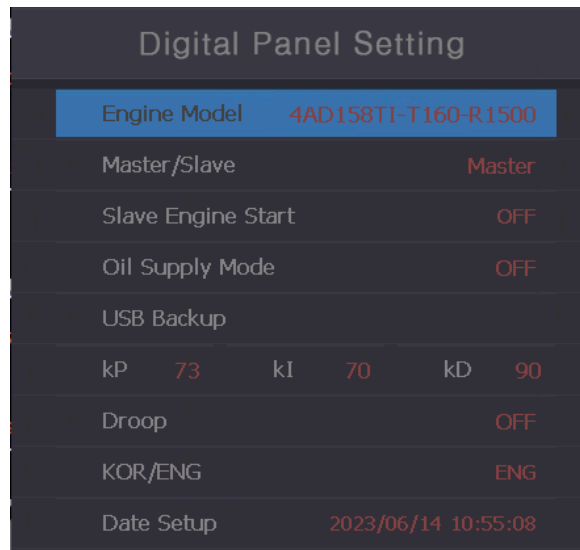 Digital Panel Setting
Engine Model 4AD158TI-T160-R1500
Master/Slave Master
Slave Engine Start OFF
Oil Supply Mode OFF
USB Backup
kP 73 kI 70 kD 90
Droop OFF
KOR/ENG ENG
Date Setup 2023/06/14 10:55:08